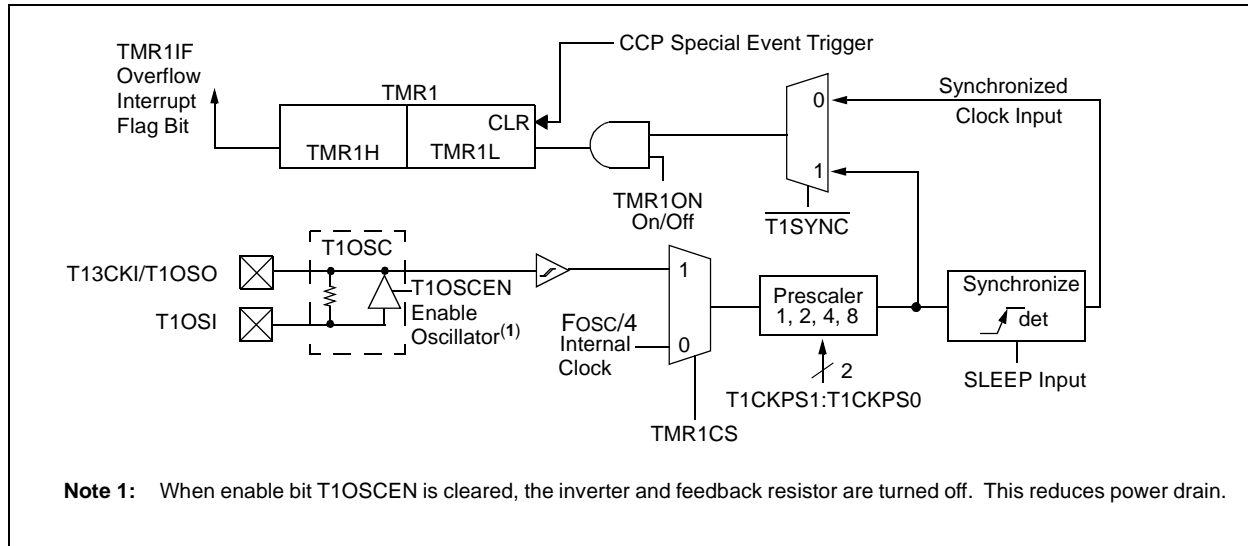 TMR1IF
Overflow
Interrupt
Flag Bit
TMR1
CCP Special Event Trigger
CLR
TMR1H
TMR1L
TMR1ON
On/Off
0
1
T1SYNC
Synchronized
Clock Input
T1OSC
T13CKI/T1OSO
T1OSI
T1OSCEN
Enable
Oscillator(1)
FOSC/4
Internal
Clock
1
0
TMR1CS
Prescaler
1, 2, 4, 8
2
T1CKPS1:T1CKPS0
Synchronize
det
SLEEP Input
Note 1: When enable bit T1OSCEN is cleared, the inverter and feedback resistor are turned off. This reduces power drain.